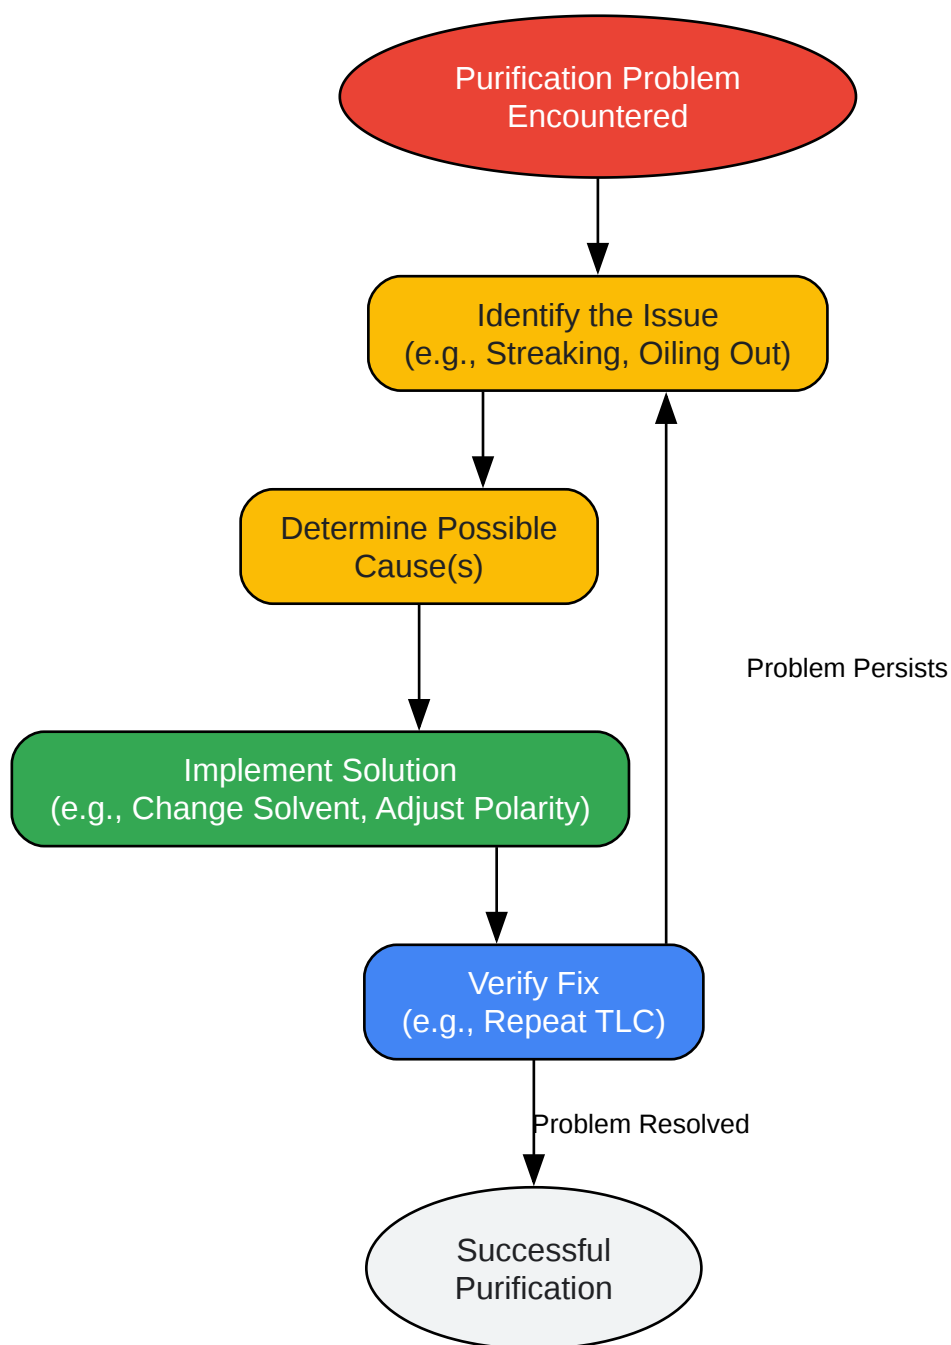 Purification Problem
Encountered
Identify the Issue
(e.g., Streaking, Oiling Out)
Determine Possible
Cause(s)
Problem Persists
Implement Solution
(e.g., Change Solvent, Adjust Polarity)
Verify Fix
(e.g., Repeat TLC)
Problem Resolved
Successful
Purification